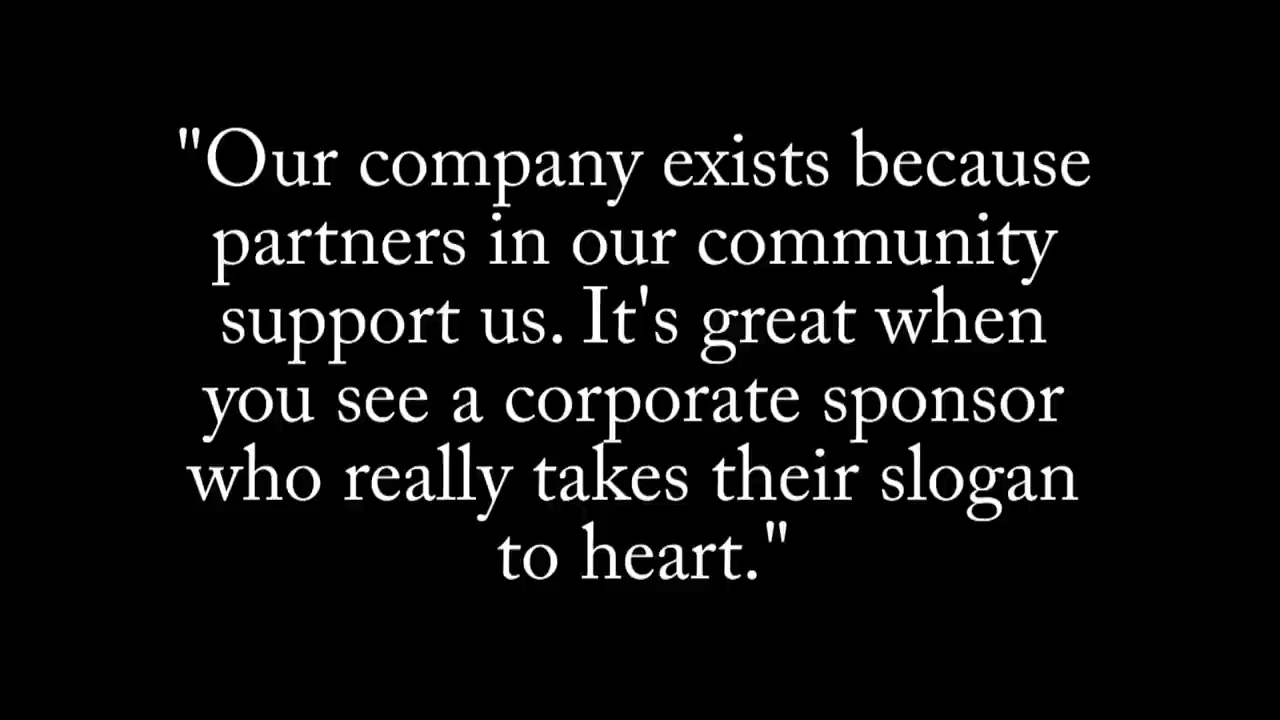 "Our company exists because
partners in our community
support us. It's great when
you see a corporate sponsor
who really takes their slogan
to heart."